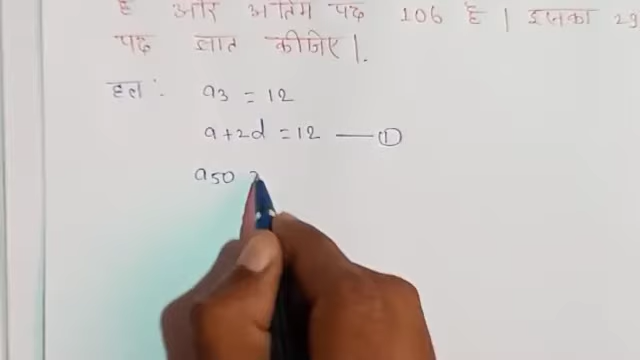 है और अंतिम पद 106 है । इसका 29
पद ज्ञात कीजिए ।.
हल :.
a3 = 12
a+2d = 12 —— ①
a50